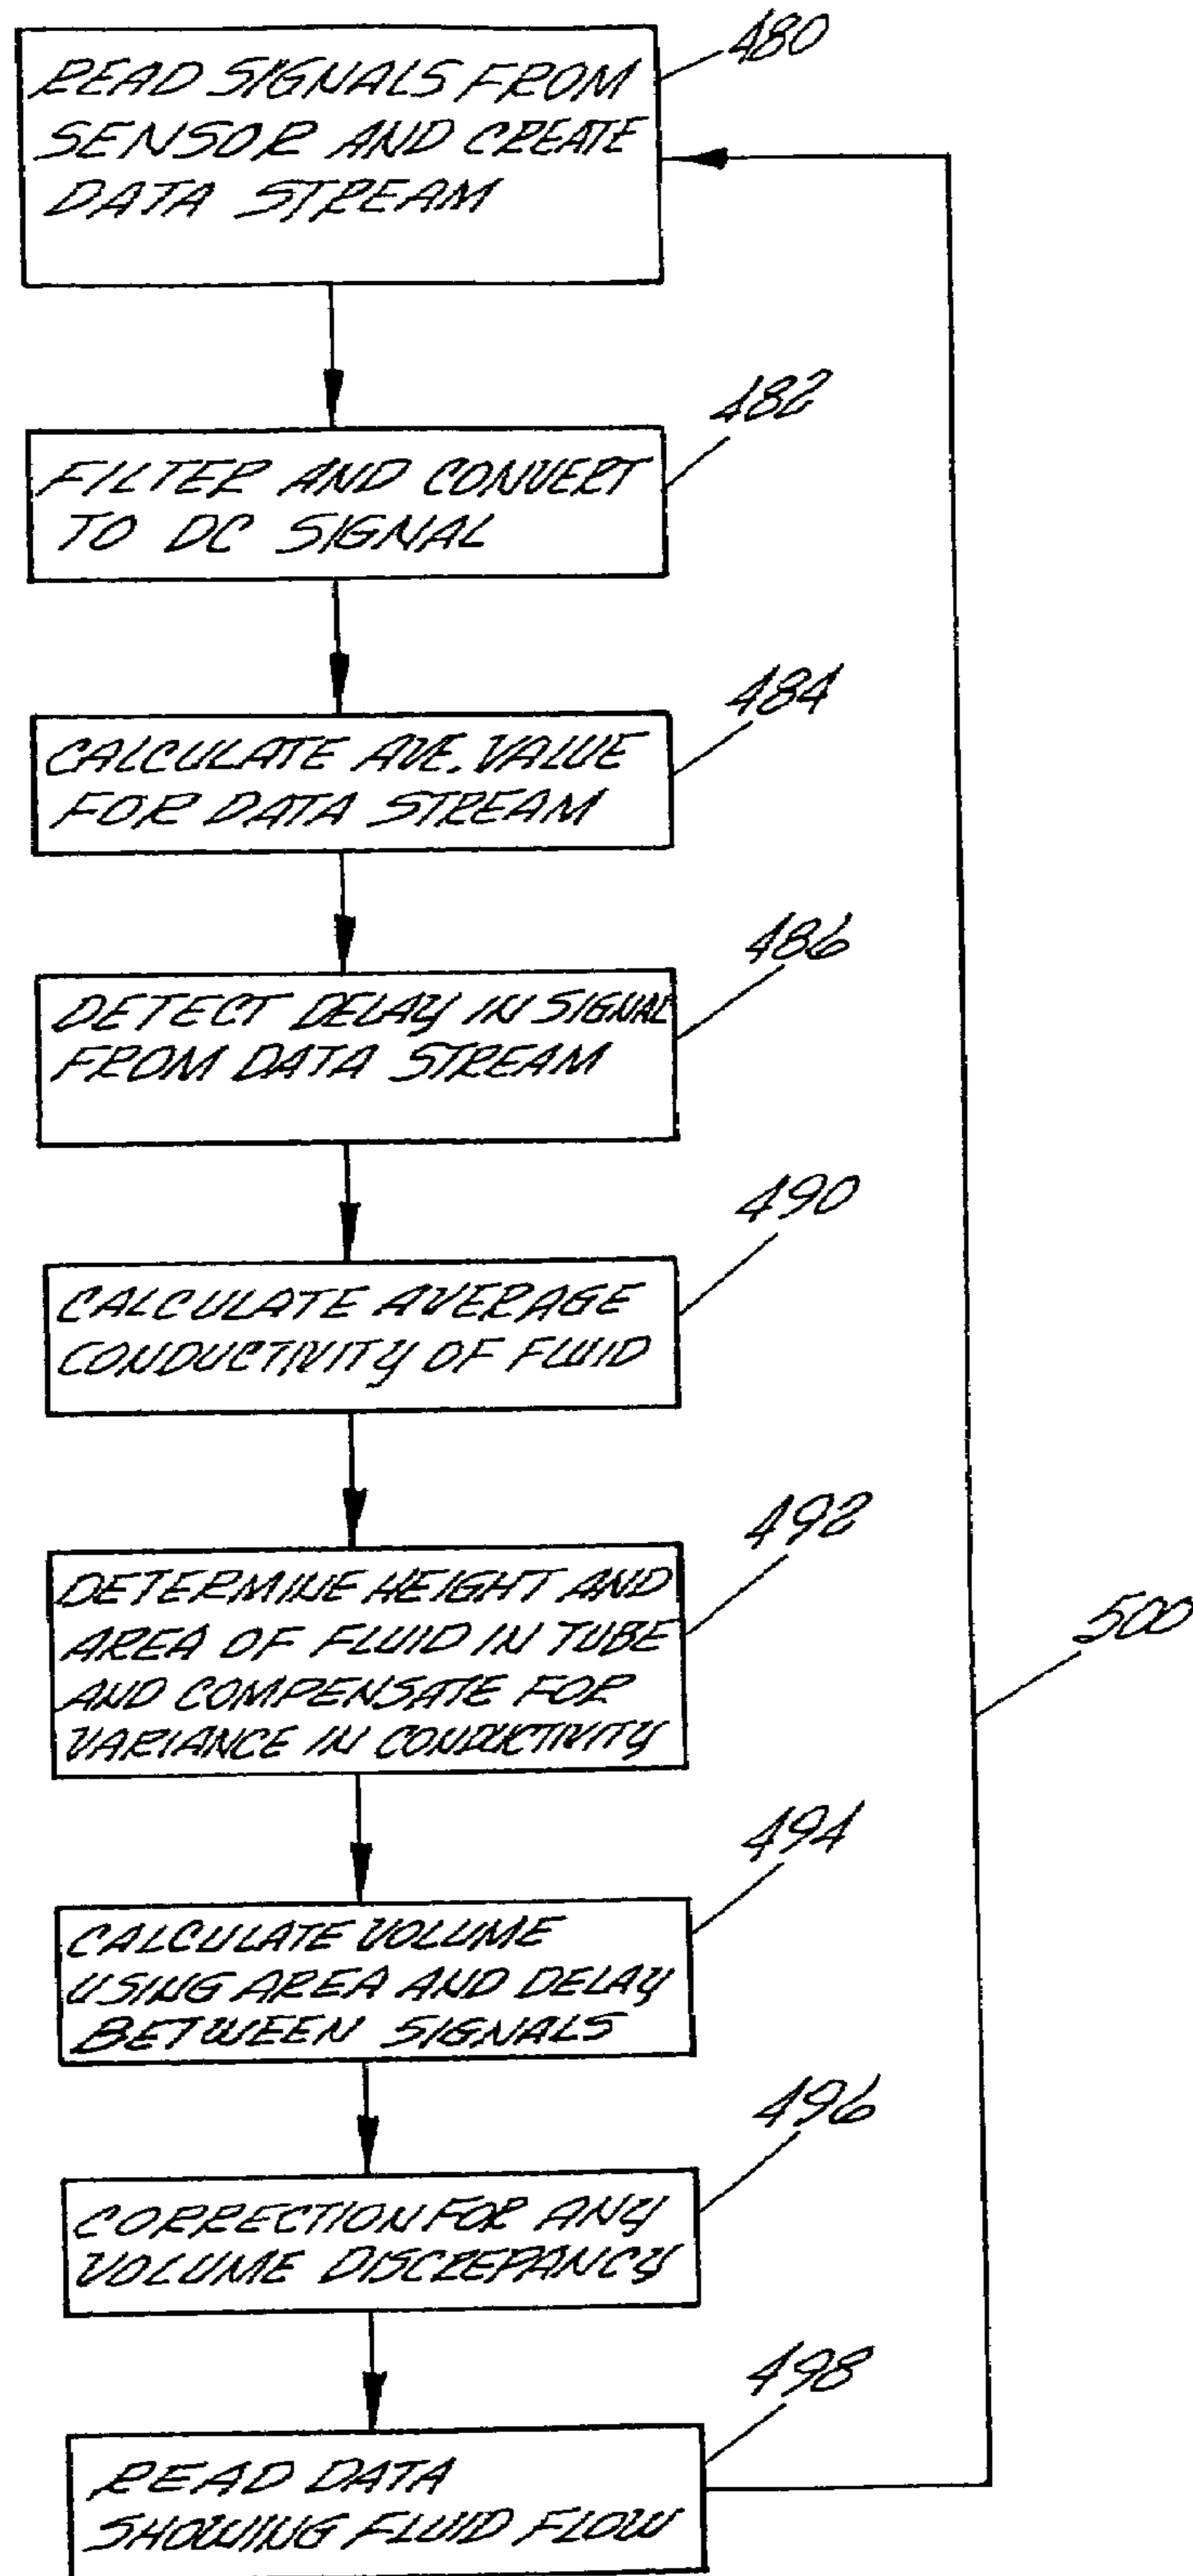 480
READ SIGNALS FROM
SENSOR AND CREATE
DATA STREAM
482
FILTER AND CONVERT
TO DC SIGNAL
484
CALCULATE AVE. VALUE
FOR DATA STREAM
486
DETECT DELAY IN SIGNAL
FROM DATA STREAM
490
CALCULATE AVERAGE
CONDUCTIVITY OF FLUID
492
DETERMINE HEIGHT AND
AREA OF FLUID IN TUBE
AND COMPENSATE FOR
VARIANCE IN CONDUCTIVITY
500
494
CALCULATE VOLUME
USING AREA AND DELAY
BETWEEN SIGNALS
496
CORRECTION FOR ANY
VOLUME DISCREPANCY
498
READ DATA
SHOWING FLUID FLOW